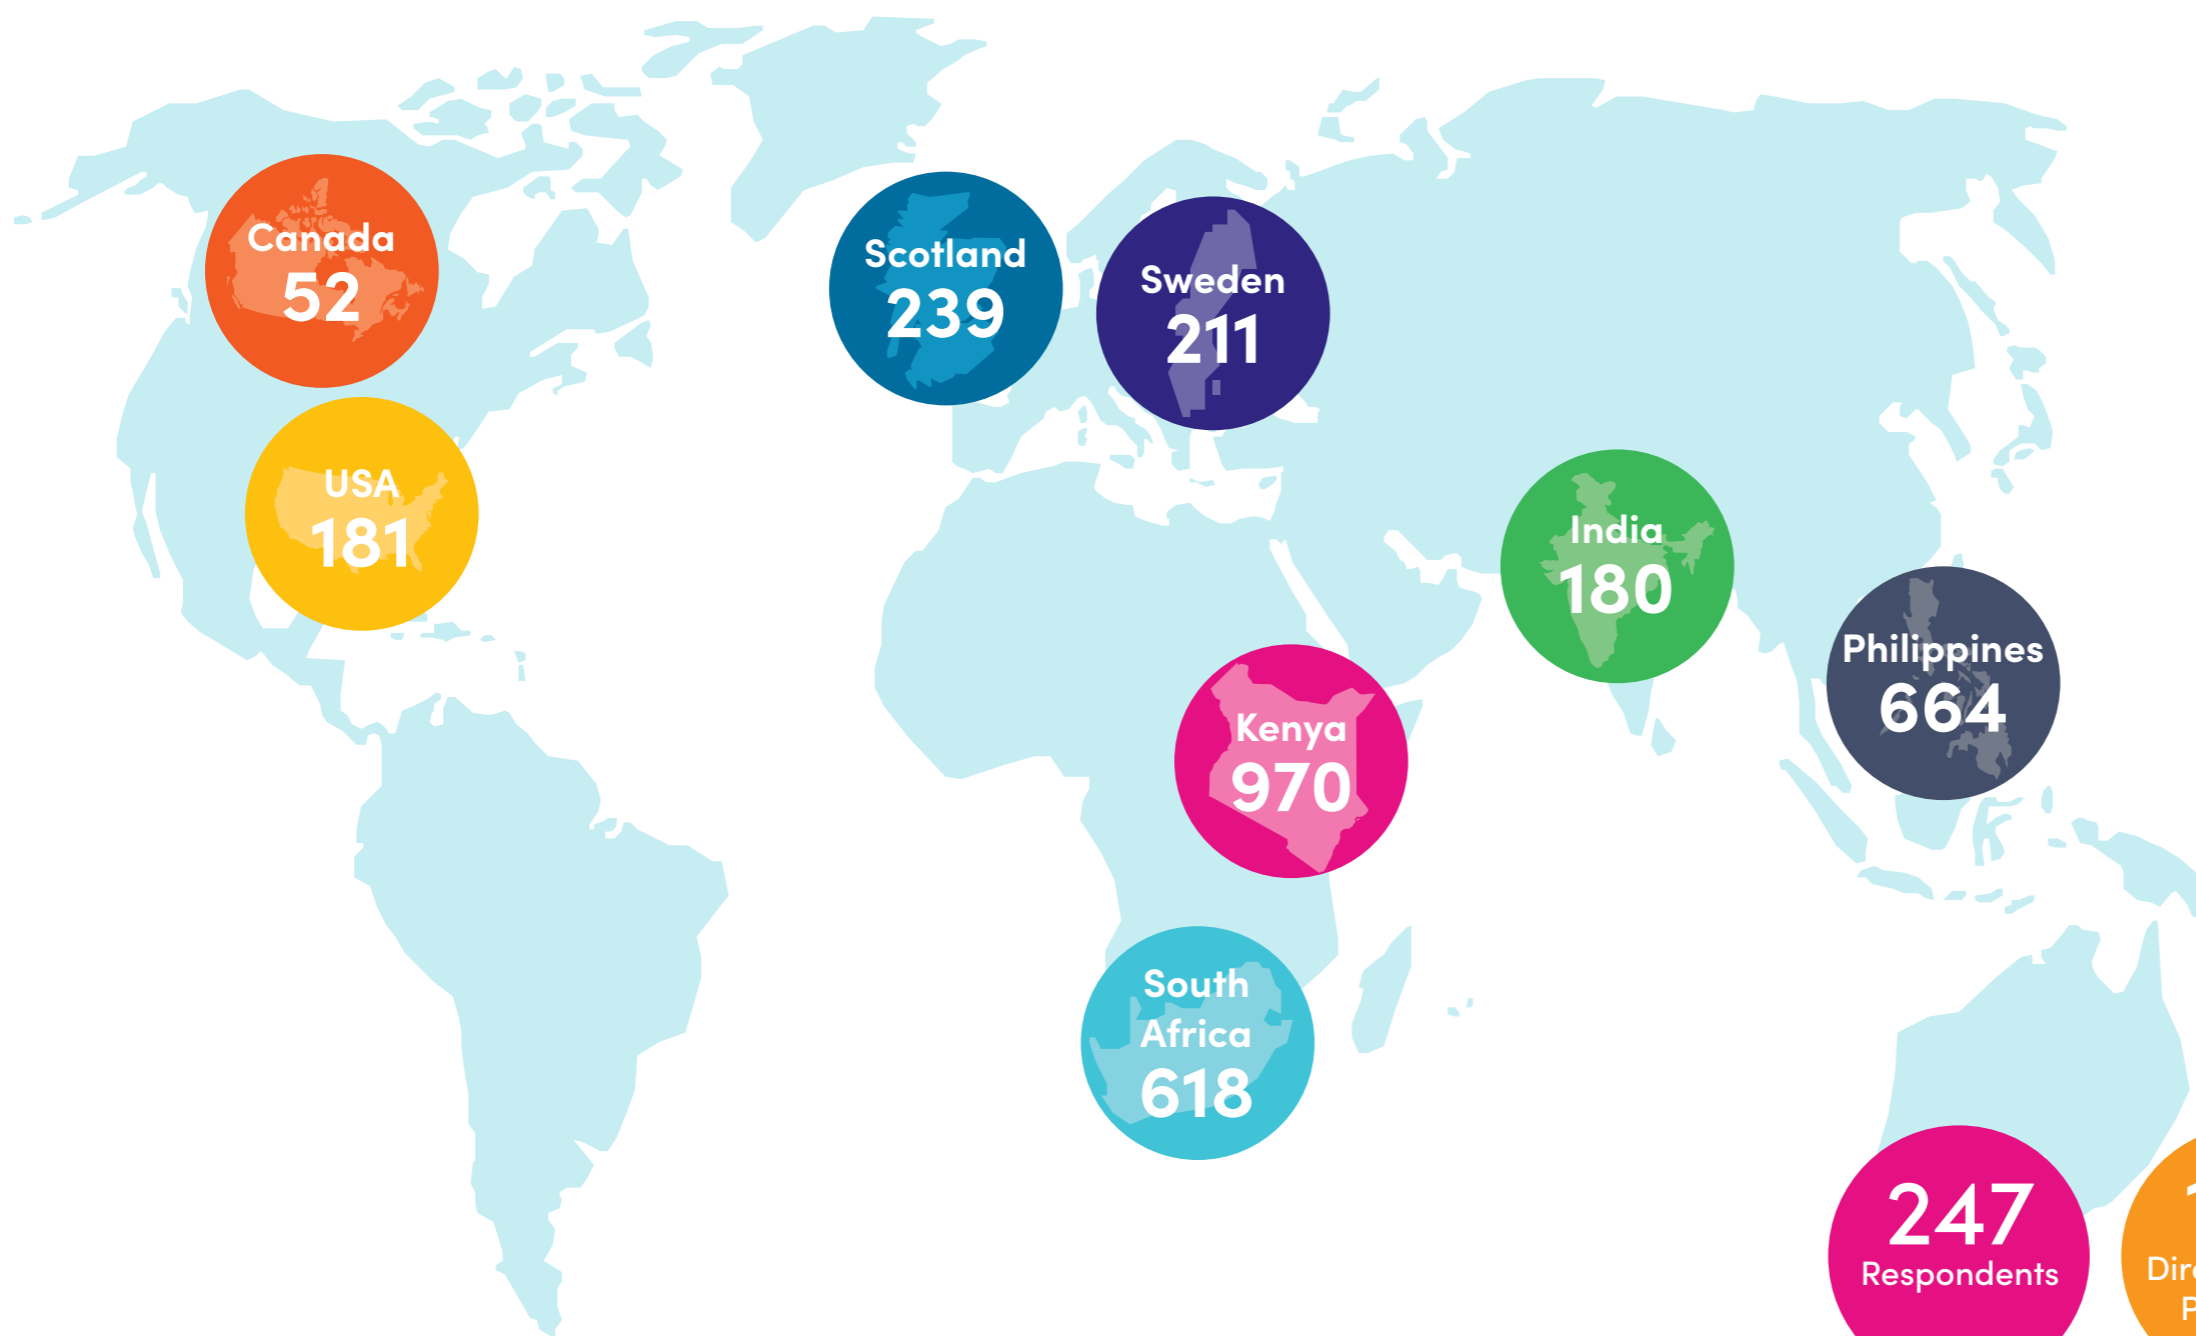 Canada
52
Scotland
239
Sweden
211
USA
181
India
180
Philippines
664
Kenya
970
South
Africa
618
247
Respondents